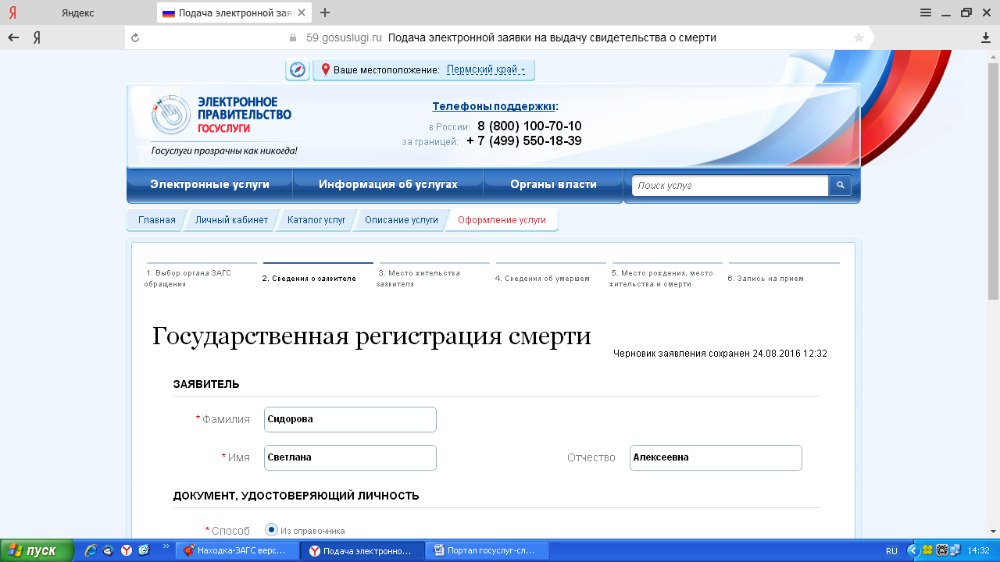 Я
Яндекс
Подача электронной зая
Я
59.gosuslugi.ru Подача электронной заявки на выдачу свидетельства о смерти
Ваше местоположение: Пермский край
ЭЛЕКТРОННОЕ
ПРАВИТЕЛЬСТВО
ГОСУСЛУГИ
Госуслуги прозрачны как никогда!
Телефоны поддержки:
в России: 8 (800) 100-70-10
за границей: + 7 (499) 550-18-39
Электронные услуги Информация об услугах Органы власти Поиск услуг
Главная Личный кабинет Каталог услуг Описание услуги Оформление услуги
1. Выбор органа ЗАГС
обращения
2. Сведения о заявителе
3. Место жительства
заявителя
4. Сведения об умершем
5. Место рождения, место
жительства и смерти
6. Запись на прием
Государственная регистрация смерти
Черновик заявления сохранен 24.08.2016 12:32
ЗАЯВИТЕЛЬ
* Фамилия Сидорова
* Имя Светлана Отчество Алексеевна
ДОКУМЕНТ, УДОСТОВЕРЯЮЩИЙ ЛИЧНОСТЬ
* Способ Из справочника
пуск » Находка-ЗАГС верс... Подача электронно... Портал госуслуг-сл... RU 14:32